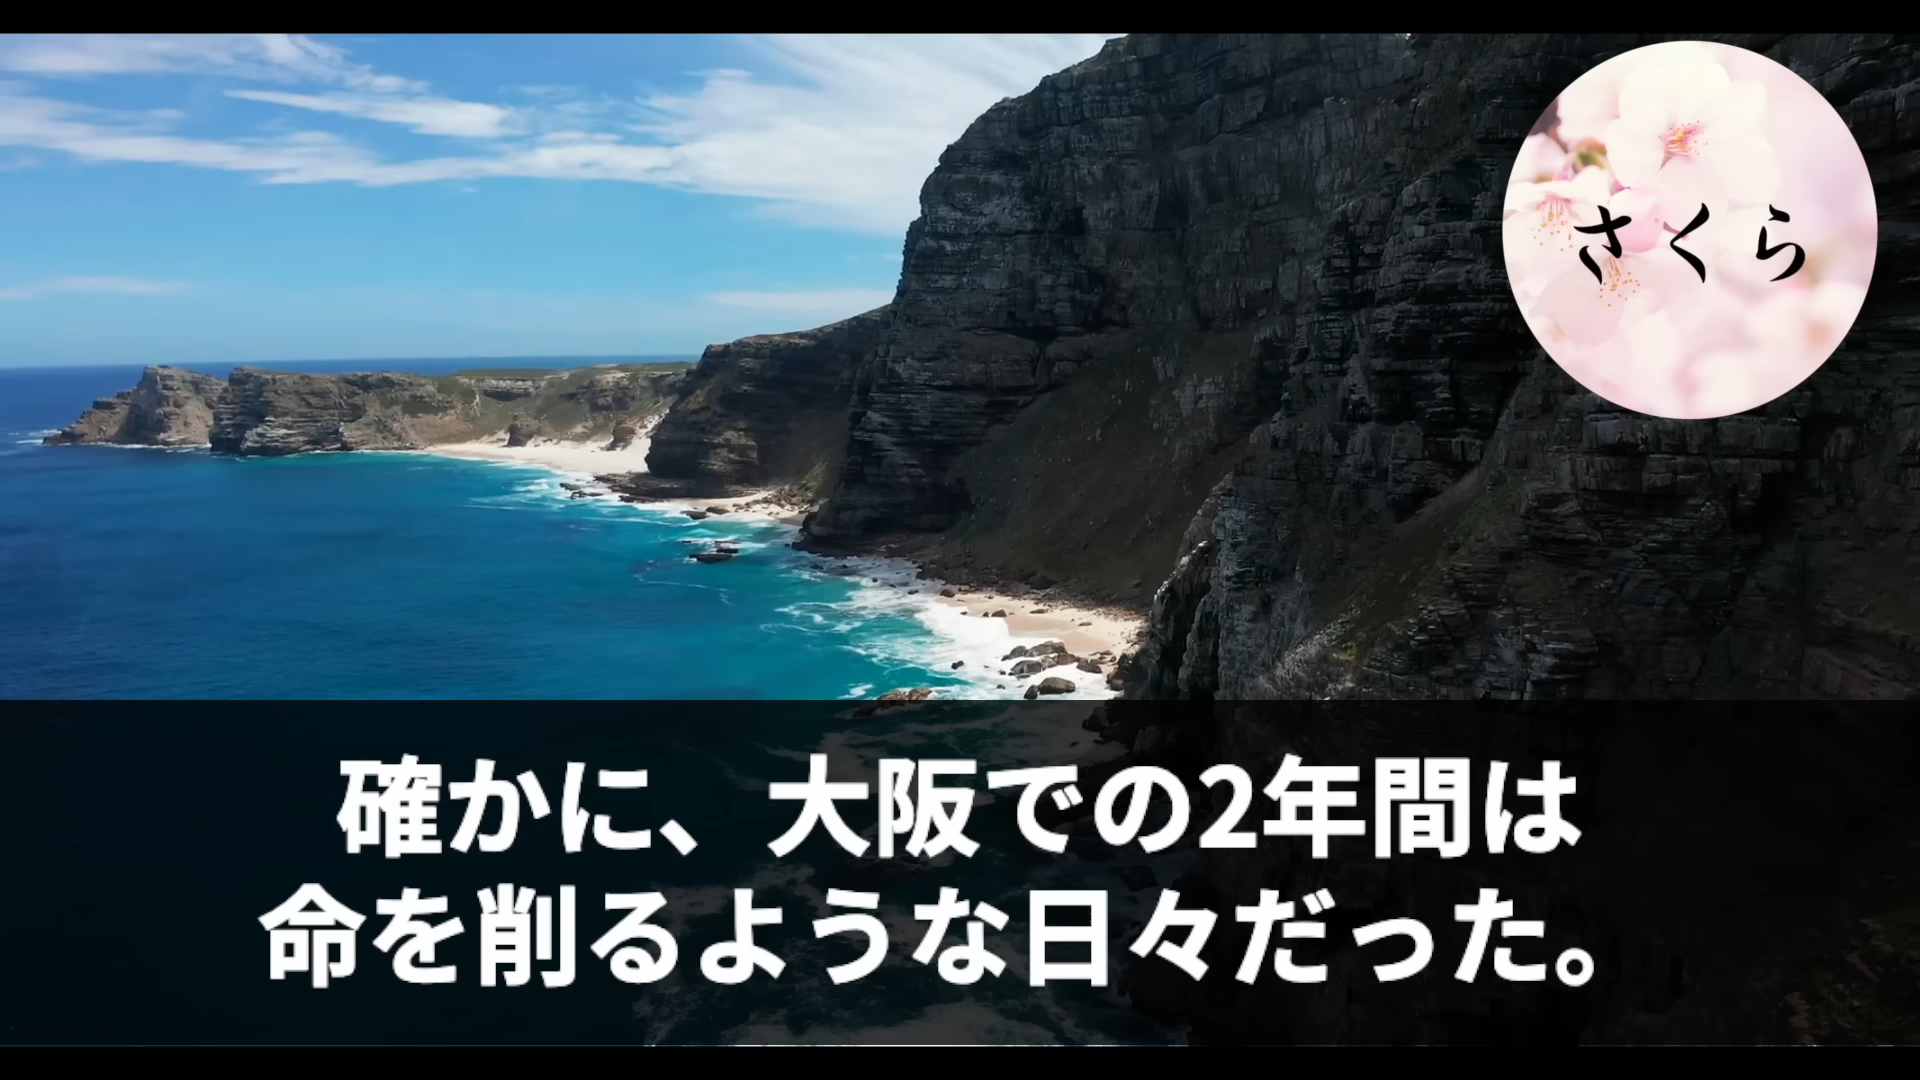 さくら
確かに、大阪での2年間は
命を削るような日々だった。